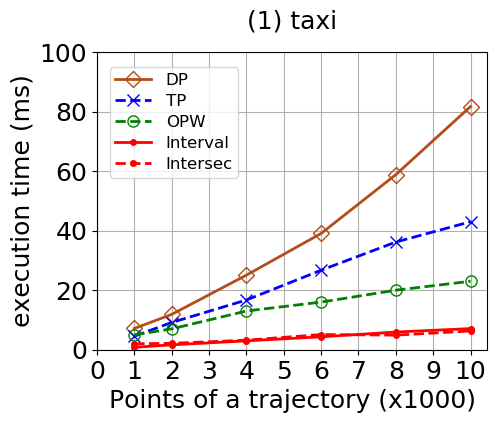 (1) taxi
execution time (ms)
100
80
60
40
20
0
DP
TP
OPW
Interval
Intersec
0 1 2 3 4 5 6 7 8 9 10
Points of a trajectory (x1000)